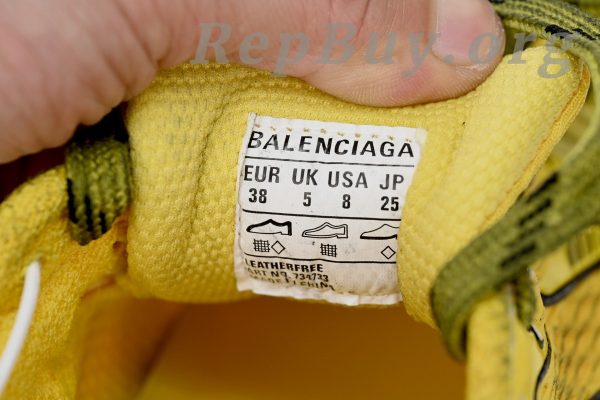 RepBuy.org
BALENCIAGA
EUR UK USA JP
38 5 8 25
LEATHERFREE